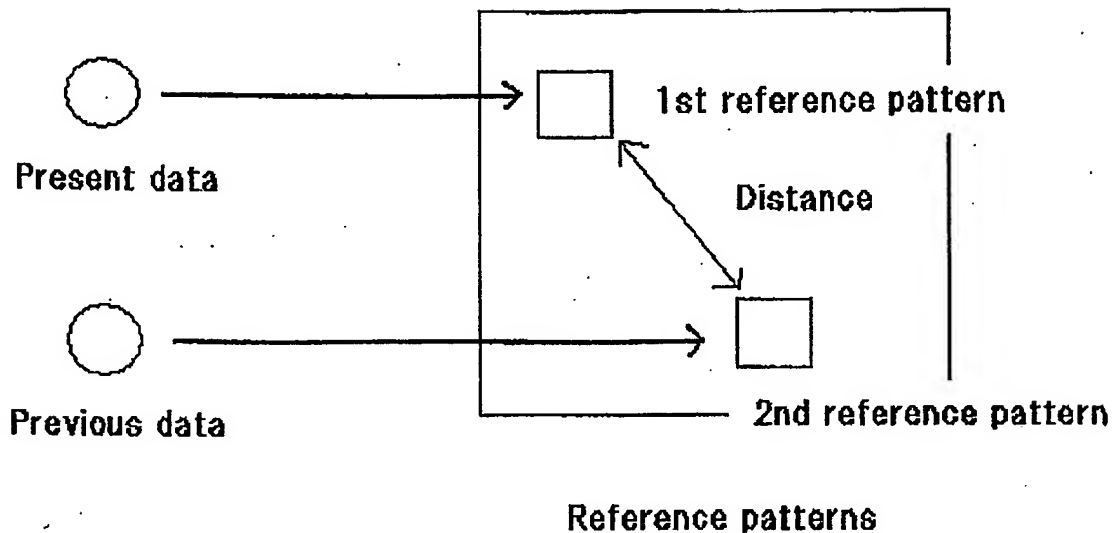 1st reference pattern
Present data
Distance
Previous data
2nd reference pattern
Reference patterns